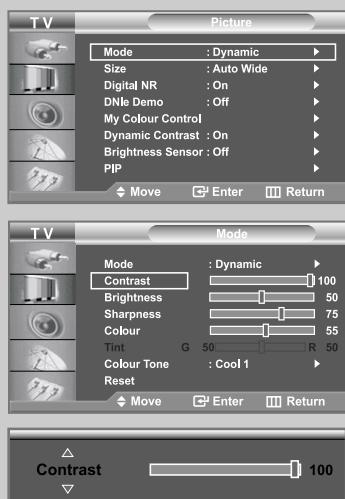 T V Picture
Mode : Dynamic
Size : Auto Wide
Digital NR : On
DNIe Demo : Off
My Colour Control
Dynamic Contrast : On
Brightness Sensor : Off
PIP
Move Enter Return
T V Mode
Mode : Dynamic
Contrast 100
Brightness 50
Sharpness 75
Colour 55
Tint G 50 R 50
Colour Tone : Cool 1
Reset
Move Enter Return
Contrast 100